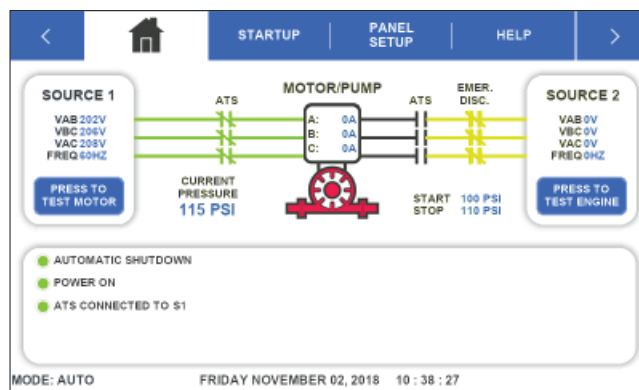 STARTUP
PANEL
SETUP
HELP
SOURCE 1
VAB 202V
VBC 206V
VAC 208V
FREQ 60HZ
PRESS TO
TEST MOTOR
ATS
MOTOR/PUMP
A: 0A
B: 0A
C: 0A
ATS
EMER.
DISC.
CURRENT
PRESSURE
115 PSI
START 100 PSI
STOP 110 PSI
SOURCE 2
VAB 0V
VBC 0V
VAC 0V
FREQ 0HZ
PRESS TO
TEST ENGINE
AUTOMATIC SHUTDOWN
POWER ON
ATS CONNECTED TO S1
MODE: AUTO
FRIDAY NOVEMBER 02, 2018 10 : 38 : 27